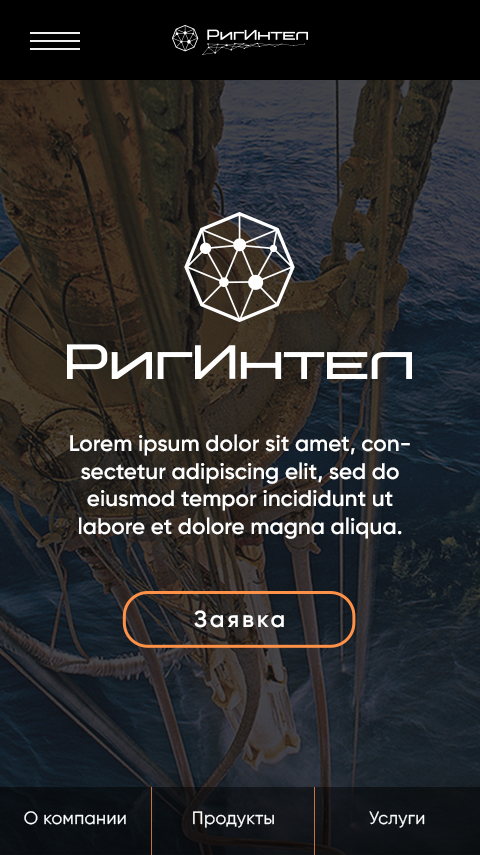 РигИнтел
РигИнтел
Lorem ipsum dolor sit amet, con-
sectetur adipiscing elit, sed do
eiusmod tempor incididunt ut
labore et dolore magna aliqua.
Заявка
О компании
Продукты
Услуги